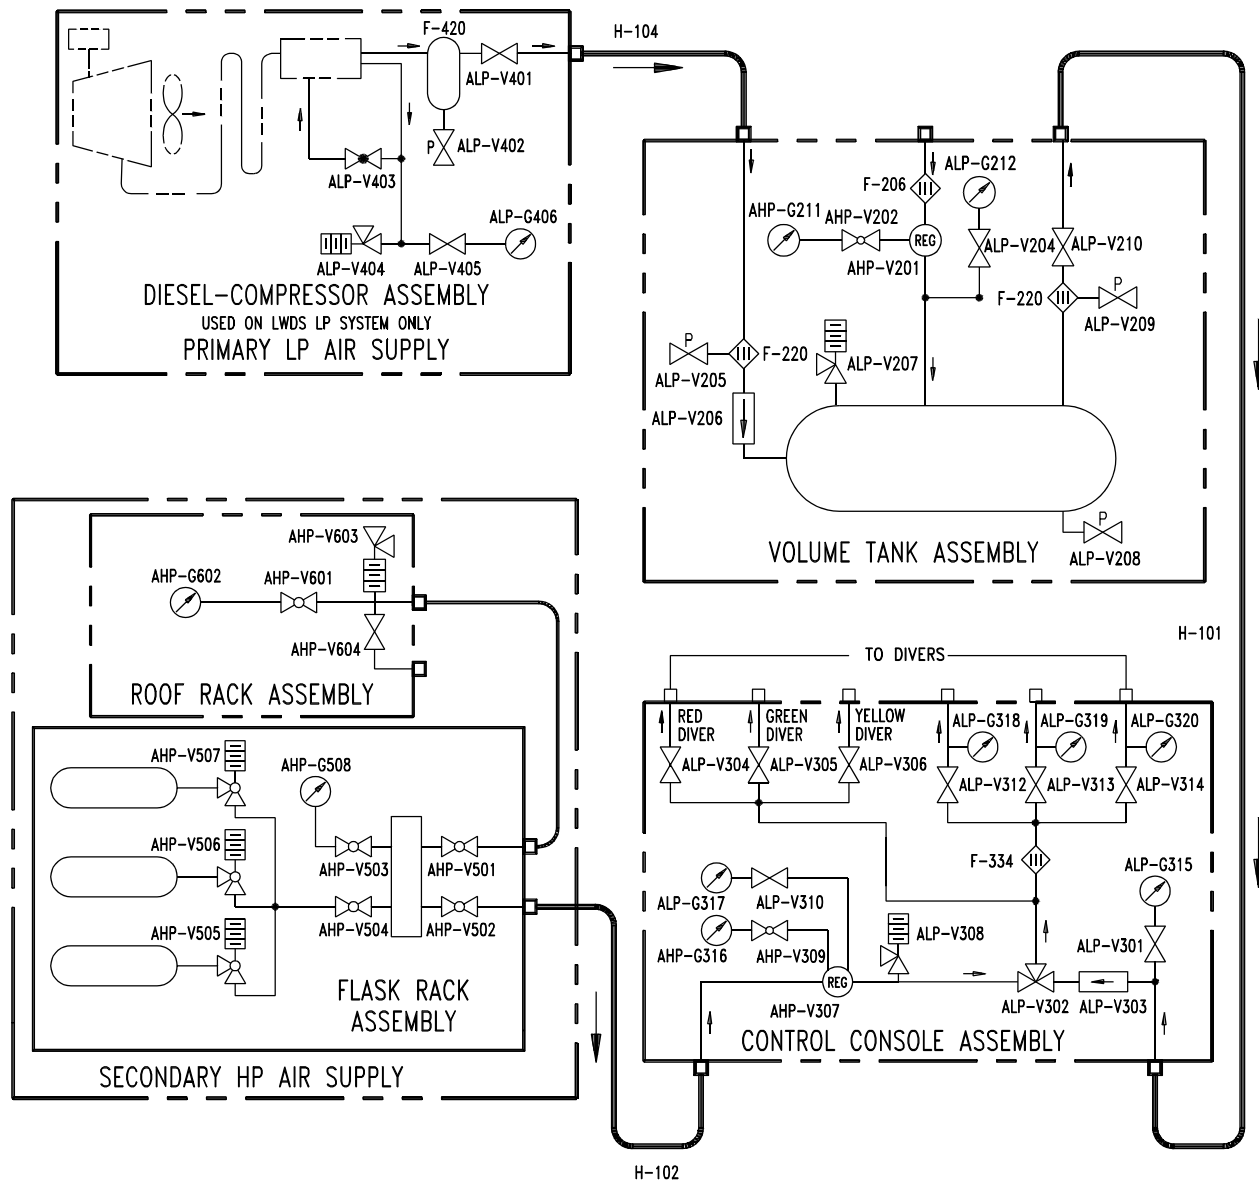 F-420
ALP-V401
P
ALP-V402
ALP-V403
ALP-G406
ALP-V404
ALP-V405
DIESEL-COMPRESSOR ASSEMBLY
USED ON LWDS LP SYSTEM ONLY
PRIMARY LP AIR SUPPLY
H-104
F-206
ALP-G212
AHP-G211
AHP-V202
REG
AHP-V201
ALP-V204
ALP-V210
F-220
P
ALP-V209
P
ALP-V205
F-220
ALP-V207
ALP-V206
P
ALP-V208
VOLUME TANK ASSEMBLY
H-101
AHP-V603
AHP-G602
AHP-V601
AHP-V604
ROOF RACK ASSEMBLY
AHP-V507
AHP-G508
AHP-V506
AHP-V503
AHP-V501
AHP-V505
AHP-V504
AHP-V502
FLASK RACK
ASSEMBLY
SECONDARY HP AIR SUPPLY
H-102
TO DIVERS
RED
DIVER
GREEN
DIVER
YELLOW
DIVER
ALP-G318
ALP-G319
ALP-G320
ALP-V304
ALP-V305
ALP-V306
ALP-V312
ALP-V313
ALP-V314
F-334
ALP-G315
ALP-G317
ALP-V310
AHP-G316
AHP-V309
ALP-V308
ALP-V301
REG
AHP-V307
ALP-V302
ALP-V303
CONTROL CONSOLE ASSEMBLY